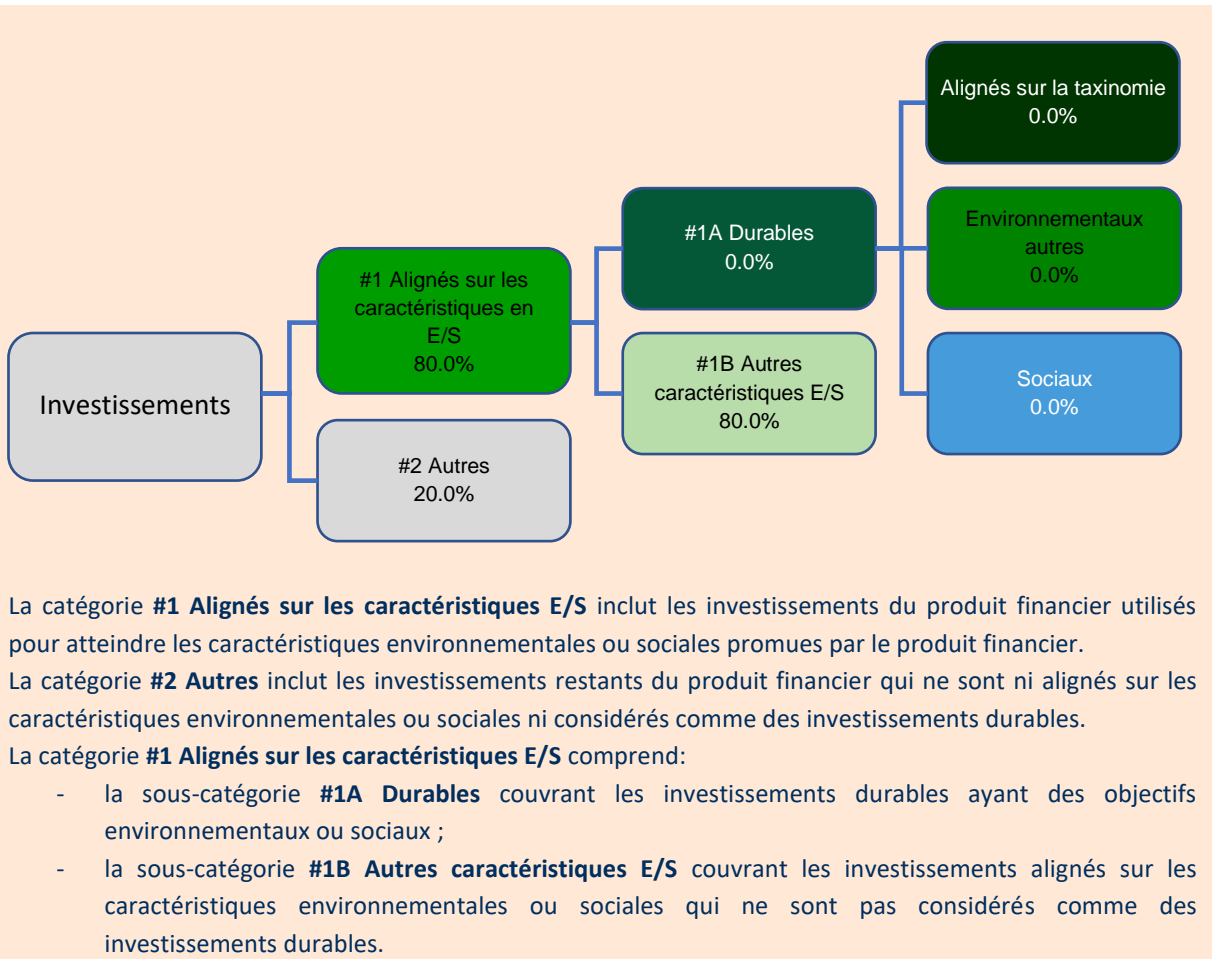 Alignés sur la taxinomie
0.0%
Environnementaux
autres
0.0%
#1A Durables
0.0%
#1 Alignés sur les
caractéristiques en
E/S
80.0%
#1B Autres
caractéristiques E/S
80.0%
Sociaux
0.0%
Investissements
#2 Autres
20.0%
La catégorie #1 Alignés sur les caractéristiques E/S inclut les investissements du produit financier utilisés
pour atteindre les caractéristiques environnementales ou sociales promues par le produit financier.
La catégorie #2 Autres inclut les investissements restants du produit financier qui ne sont ni alignés sur les
caractéristiques environnementales ou sociales ni considérés comme des investissements durables.
La catégorie #1 Alignés sur les caractéristiques E/S comprend:
- la sous-catégorie #1A Durables couvrant les investissements durables ayant des objectifs
environnementaux ou sociaux ;
- la sous-catégorie #1B Autres caractéristiques E/S couvrant les investissements alignés sur les
caractéristiques environnementales ou sociales qui ne sont pas considérés comme des
investissements durables.